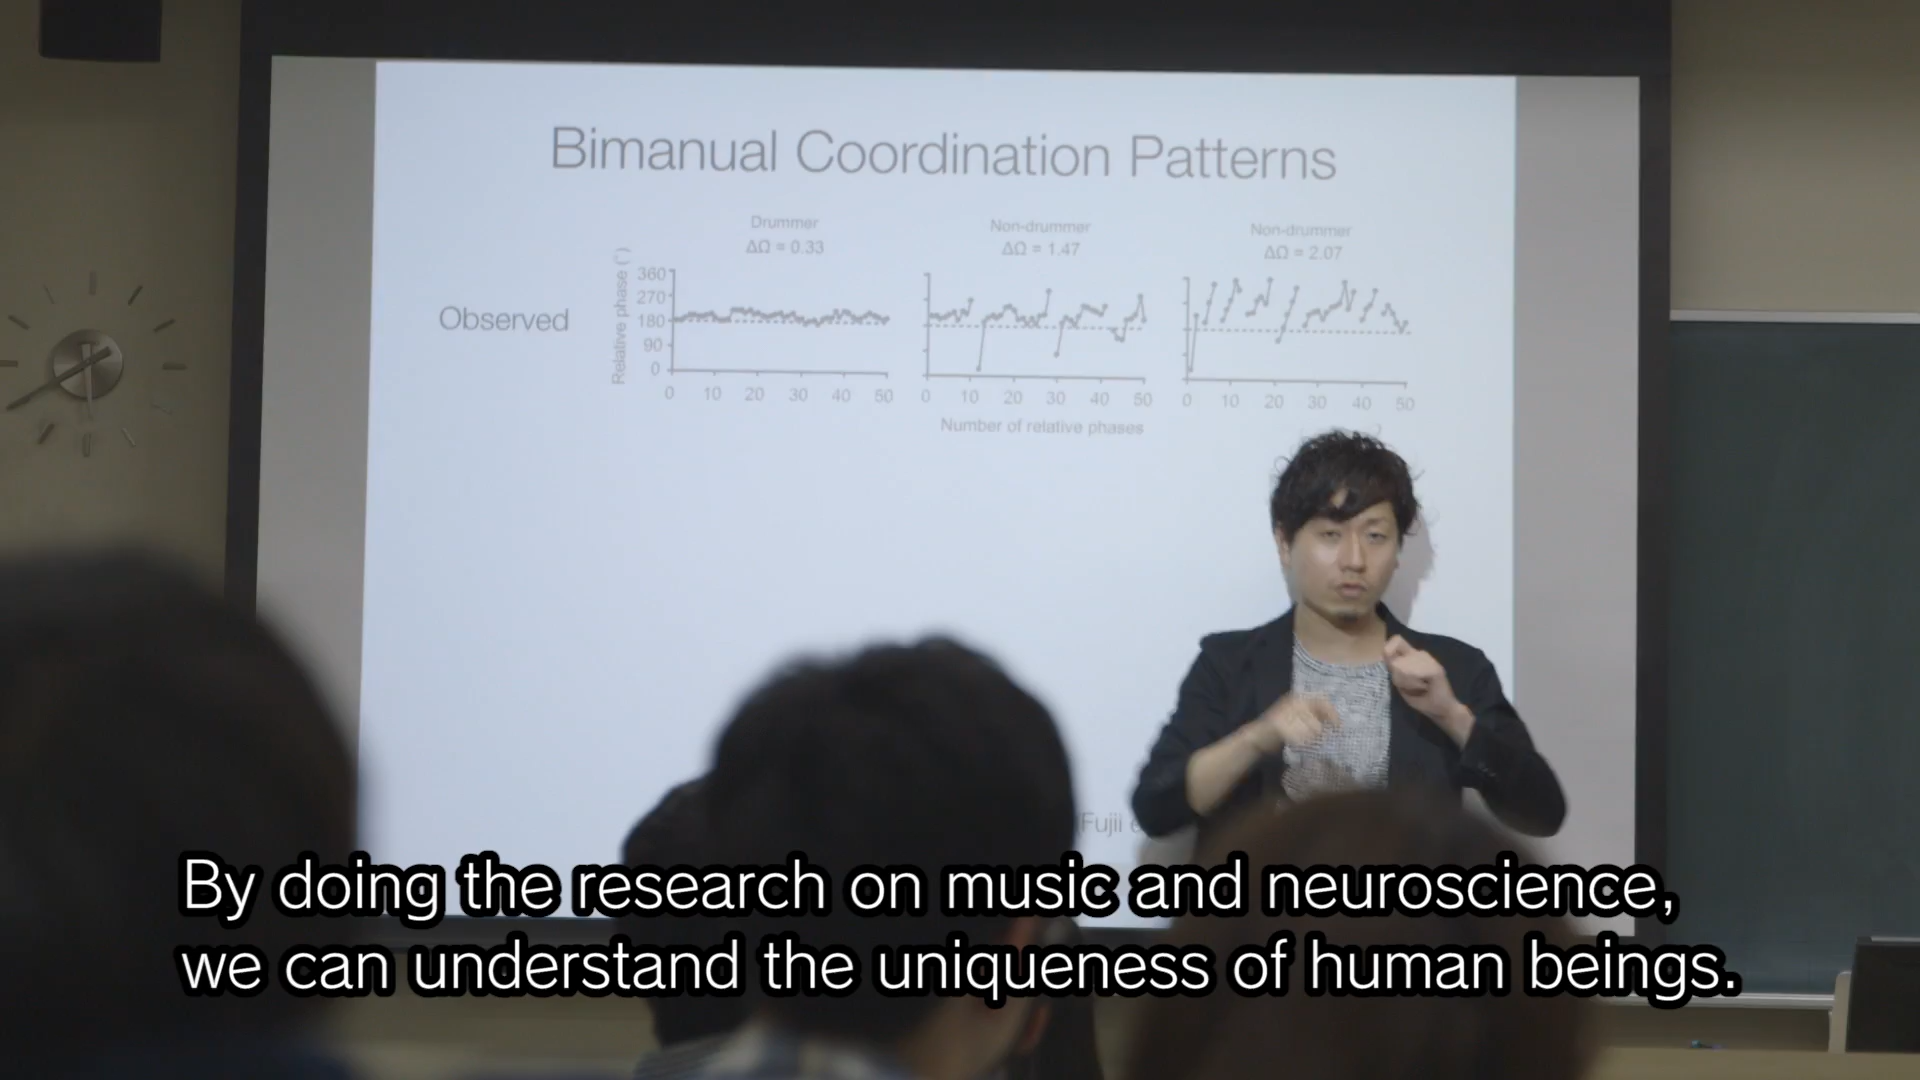 Bimanual Coordination Patterns
Drummer
ΔΩ = 0.33
Non-drummer
ΔΩ = 1.47
Non-drummer
ΔΩ = 2.07
Observed
Relative phase (°)
360
270
180
90
0
0 10 20 30 40 50
0 10 20 30 40 50
0 10 20 30 40 50
Number of relative phases
(Fujii
By doing the research on music and neuroscience,
we can understand the uniqueness of human beings.